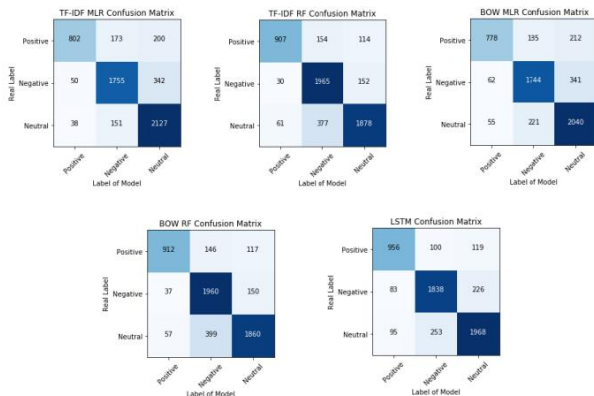 TF-IDF MLR Confusion Matrix
Real Label
Positive 802 173 200
Negative 50 1755 342
Neutral 38 151 2127
Positive Negative Neutral
Label of Model
TF-IDF RF Confusion Matrix
Real Label
Positive 907 154 114
Negative 30 1965 152
Neutral 61 377 1878
Positive Negative Neutral
Label of Model
BOW MLR Confusion Matrix
Real Label
Positive 778 185 212
Negative 62 1744 341
Neutral 55 221 2040
Positive Negative Neutral
Label of Model
BOW RF Confusion Matrix
Real Label
Positive 912 146 117
Negative 37 1960 150
Neutral 57 399 1860
Positive Negative Neutral
Label of Model
LSTM Confusion Matrix
Real Label
Positive 956 100 119
Negative 83 1838 226
Neutral 95 253 1968
Positive Negative Neutral
Label of Model